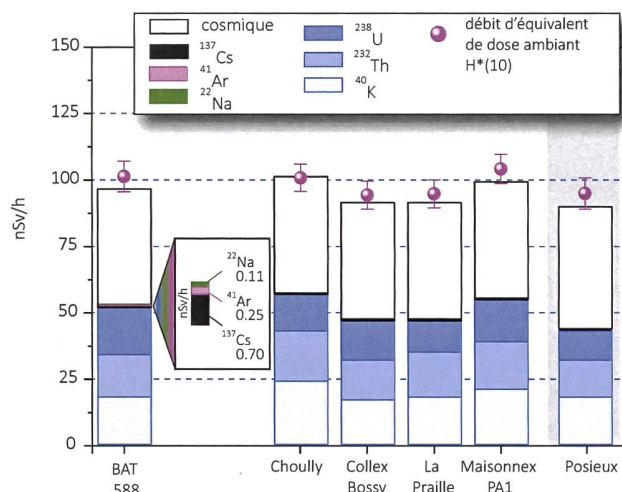 cosmique
137Cs
41Ar
22Na
238U
232Th
40K
débit d'équivalent
de dose ambiant
H*(10)
150
125
100
75
50
25
0
nSv/h
22Na
0.11
41Ar
0.25
137Cs
0.70
nSv/h
BAT
588
Choully
Collex
Bossy
La
Praille
Maisonnex
PA1
Posieux